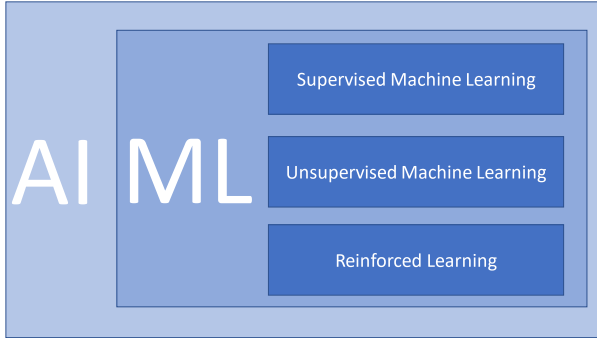 AI
ML
Supervised Machine Learning
Unsupervised Machine Learning
Reinforced Learning